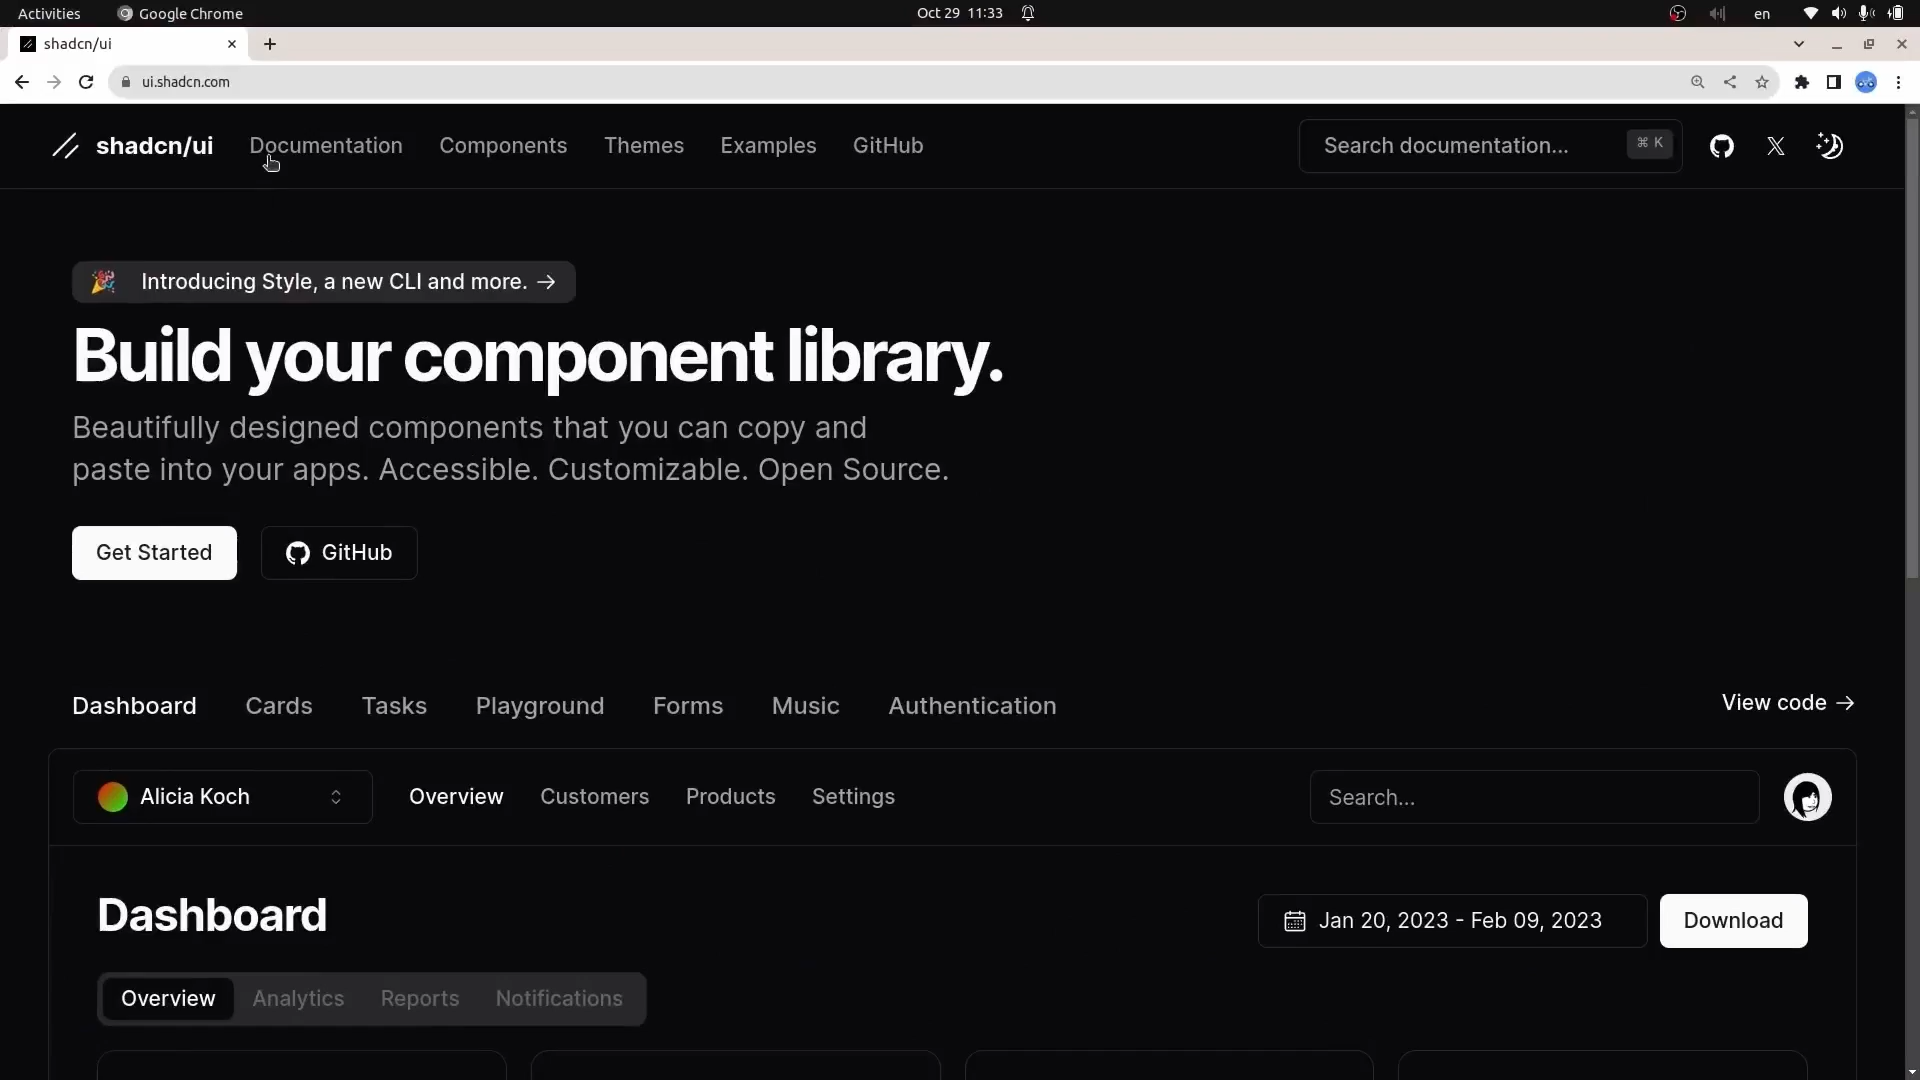 Activities
Google Chrome
Oct 29 11:33
en
shadcn/ui
ui.shadcn.com
shadcn/ui
Documentation
Components
Themes
Examples
GitHub
Search documentation...
⌘ K
Introducing Style, a new CLI and more. →
Build your component library.
Beautifully designed components that you can copy and
paste into your apps. Accessible. Customizable. Open Source.
Get Started
GitHub
Dashboard
Cards
Tasks
Playground
Forms
Music
Authentication
View code →
Alicia Koch
Overview
Customers
Products
Settings
Search...
Dashboard
Jan 20, 2023 - Feb 09, 2023
Download
Overview
Analytics
Reports
Notifications